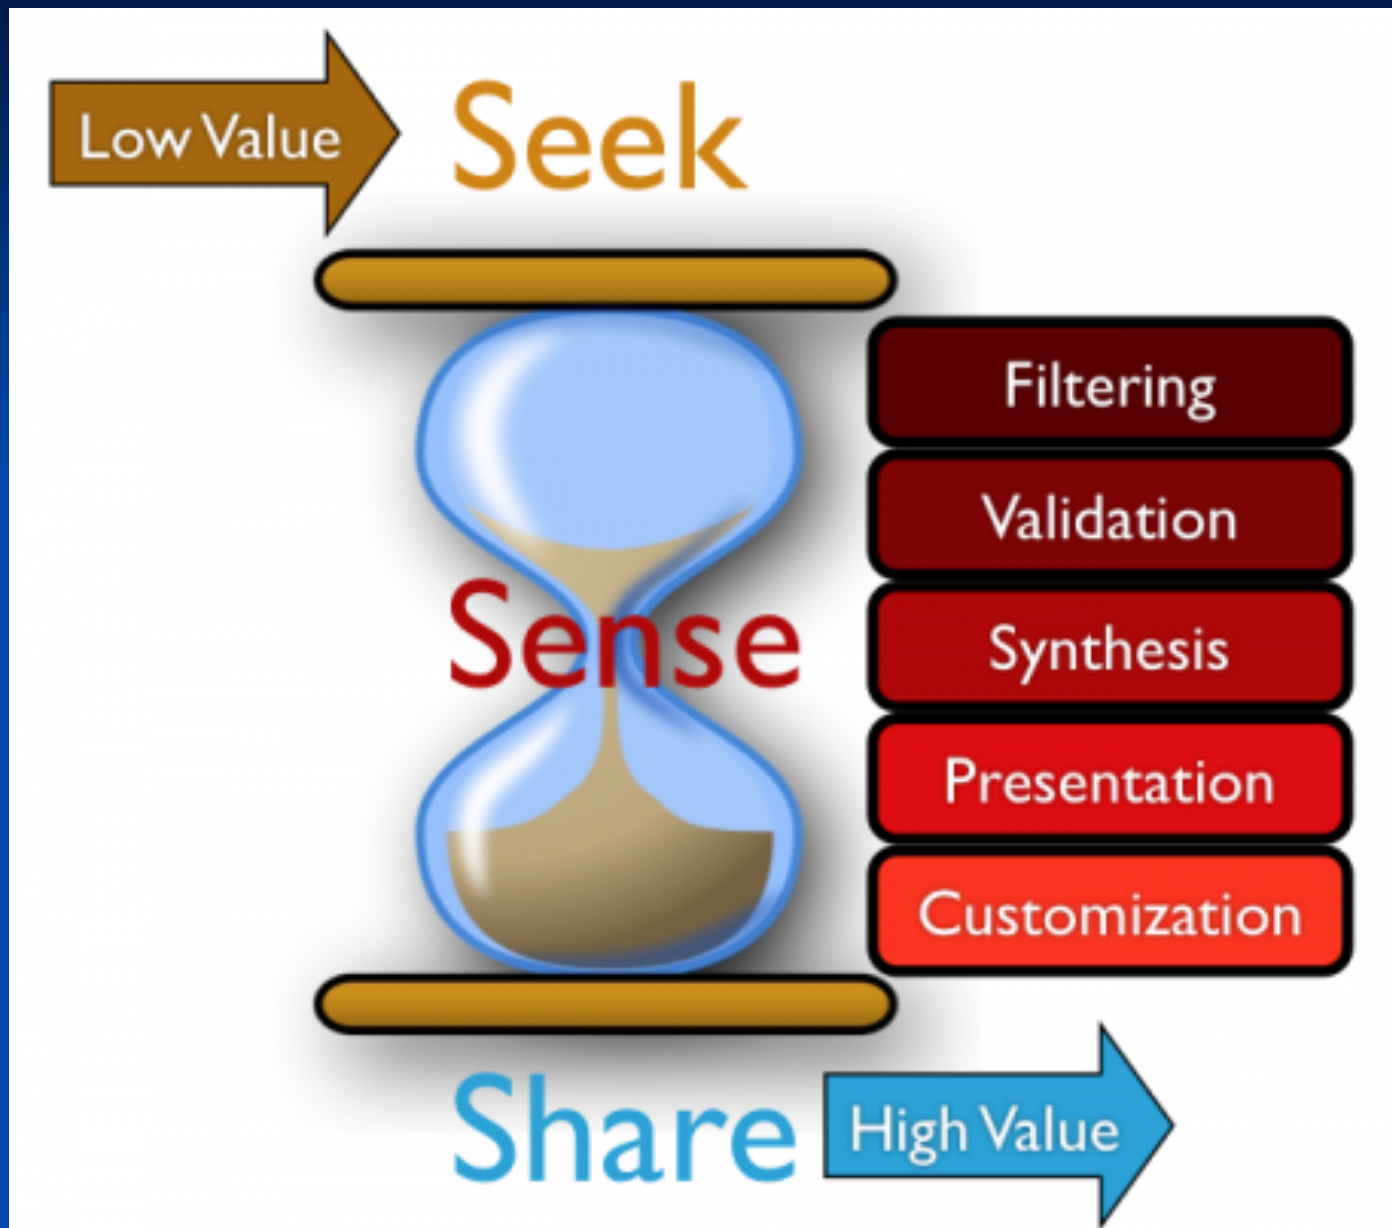 Low Value
Seek
Filtering
Validation
Sense
Synthesis
Presentation
Customization
Share
High Value